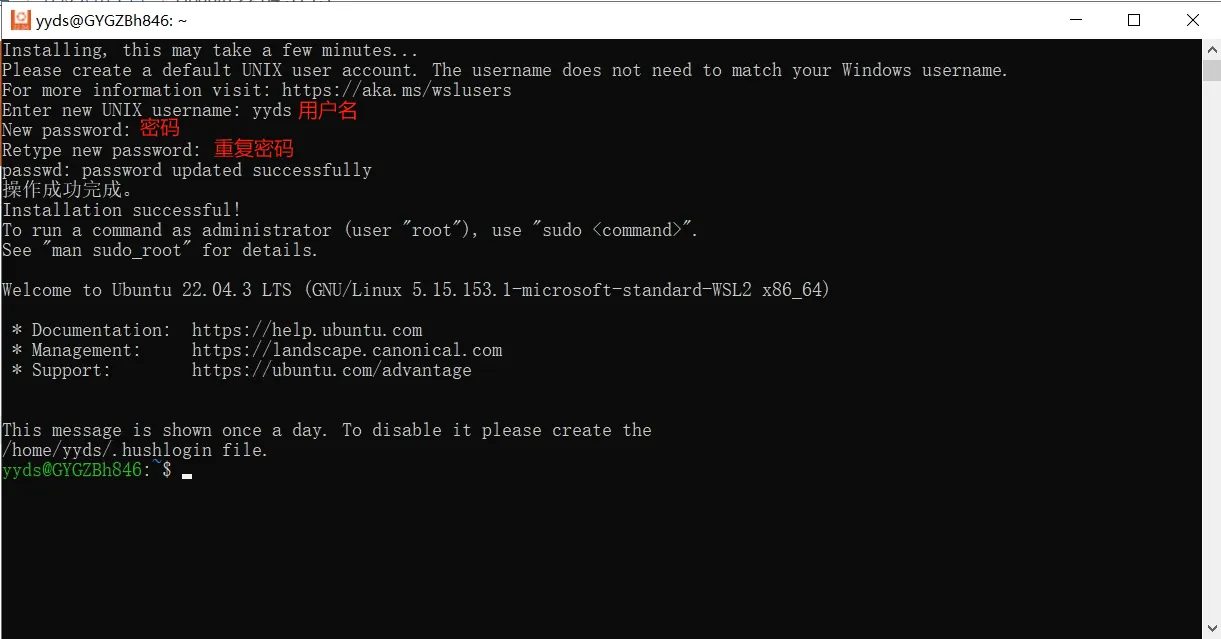 yyds@GYGZBh846: ~
Installing, this may take a few minutes...
Please create a default UNIX user account. The username does not need to match your Windows username.
For more information visit: https://aka.ms/wslusers
Enter new UNIX username: yyds 用户名
New password: 密码
Retype new password: 重复密码
passwd: password updated successfully
操作成功完成。
Installation successful!
To run a command as administrator (user "root"), use "sudo <command>".
See "man sudo_root" for details.
Welcome to Ubuntu 22.04.3 LTS (GNU/Linux 5.15.153.1-microsoft-standard-WSL2 x86_64)
* Documentation: https://help.ubuntu.com
* Management: https://landscape.canonical.com
* Support: https://ubuntu.com/advantage
This message is shown once a day. To disable it please create the
/home/yyds/.hushlogin file.
yyds@GYGZBh846:~$